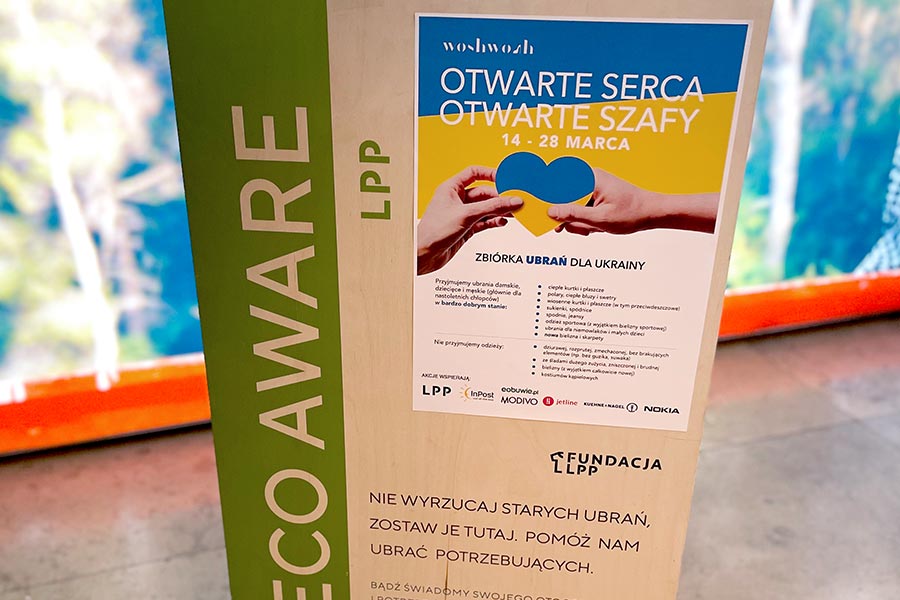 ECO AWARE
LPP
woshwosh
OTWARTE SERCA
OTWARTE SZAFY
14 - 28 MARCA
ZBIÓRKA UBRAŃ DLA UKRAINY
Przyjmujemy ubrania damskie,
dziecięce i męskie (głównie dla
nastoletnich chłopców)
w bardzo dobrym stanie:
• ciepłe kurtki i płaszcze
• polary, ciepłe bluzy i swetry
• wiosenne kurtki i płaszcze (w tym przeciwdeszczowe)
• sukienki, spódnice
• spodnie, jeansy
• odzież sportowa (z wyjątkiem bielizny sportowej)
• ubrania dla niemowlaków i małych dzieci
• nowa bielizna i skarpety
Nie przyjmujemy odzieży:
• dziurawej, rozprutej, zmechaconej, bez brakujących
elementów (np. bez guzika, suwaka)
• ze śladami dużego zużycia, zniszczonej i brudnej
• bielizny (z wyjątkiem całkowicie nowej)
• kostiumów kąpielowych
AKCJĘ WSPIERAJĄ:
LPP InPost eobuwie.pl MODIVO jetline KUEHNE+NAGEL NOKIA
FUNDACJA
LPP
NIE WYRZUCAJ STARYCH UBRAŃ,
ZOSTAW JE TUTAJ. POMÓŻ NAM
UBRAĆ POTRZEBUJĄCYCH.
BĄDŹ ŚWIADOMY SWOJEGO